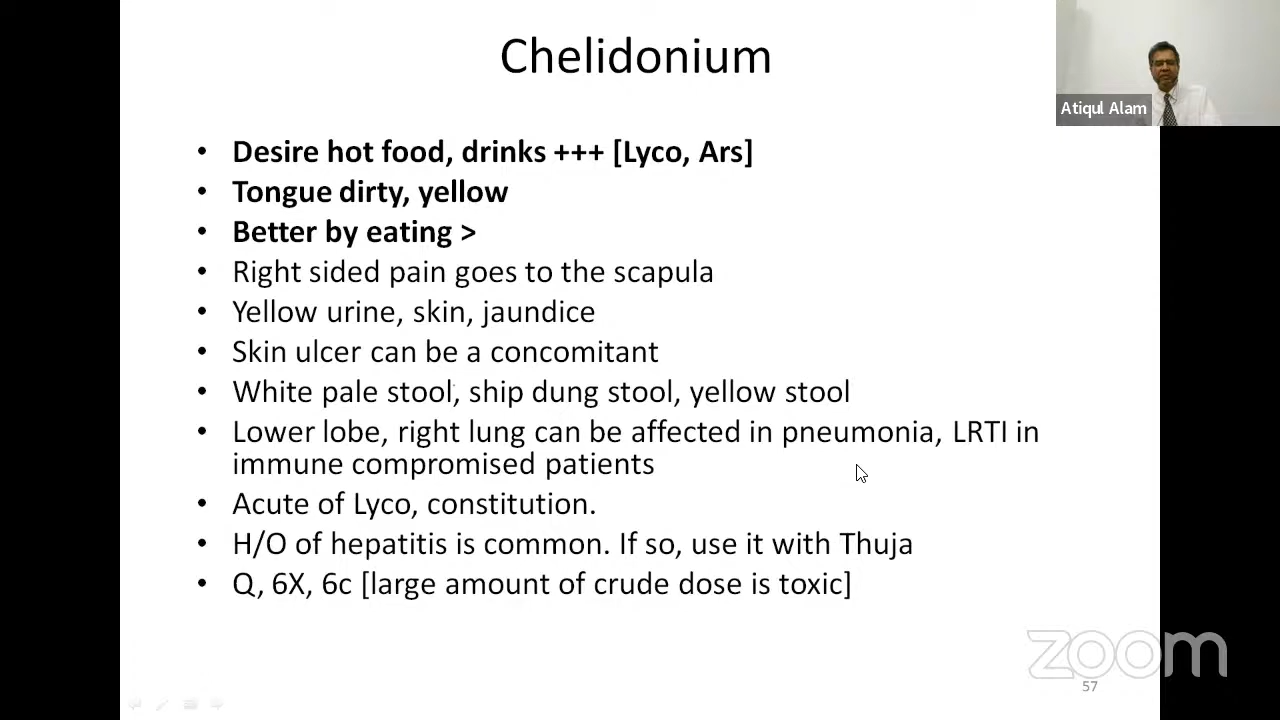 Chelidonium
Atiqul Alam
• Desire hot food, drinks +++ [Lyco, Ars]
• Tongue dirty, yellow
• Better by eating >
• Right sided pain goes to the scapula
• Yellow urine, skin, jaundice
• Skin ulcer can be a concomitant
• White pale stool, ship dung stool, yellow stool
• Lower lobe, right lung can be affected in pneumonia, LRTI in
immune compromised patients
• Acute of Lyco, constitution.
• H/O of hepatitis is common. If so, use it with Thuja
• Q, 6X, 6c [large amount of crude dose is toxic]
zoom
57